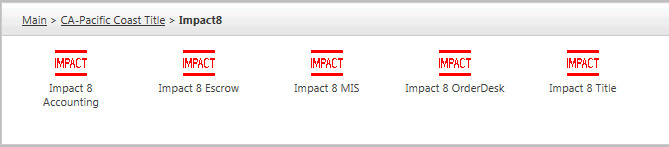 Main > CA-Pacific Coast Title > Impact8
IMPACT IMPACT IMPACT IMPACT IMPACT
Impact 8 Impact 8 Escrow Impact 8 MIS Impact 8 OrderDesk Impact 8 Title
Accounting